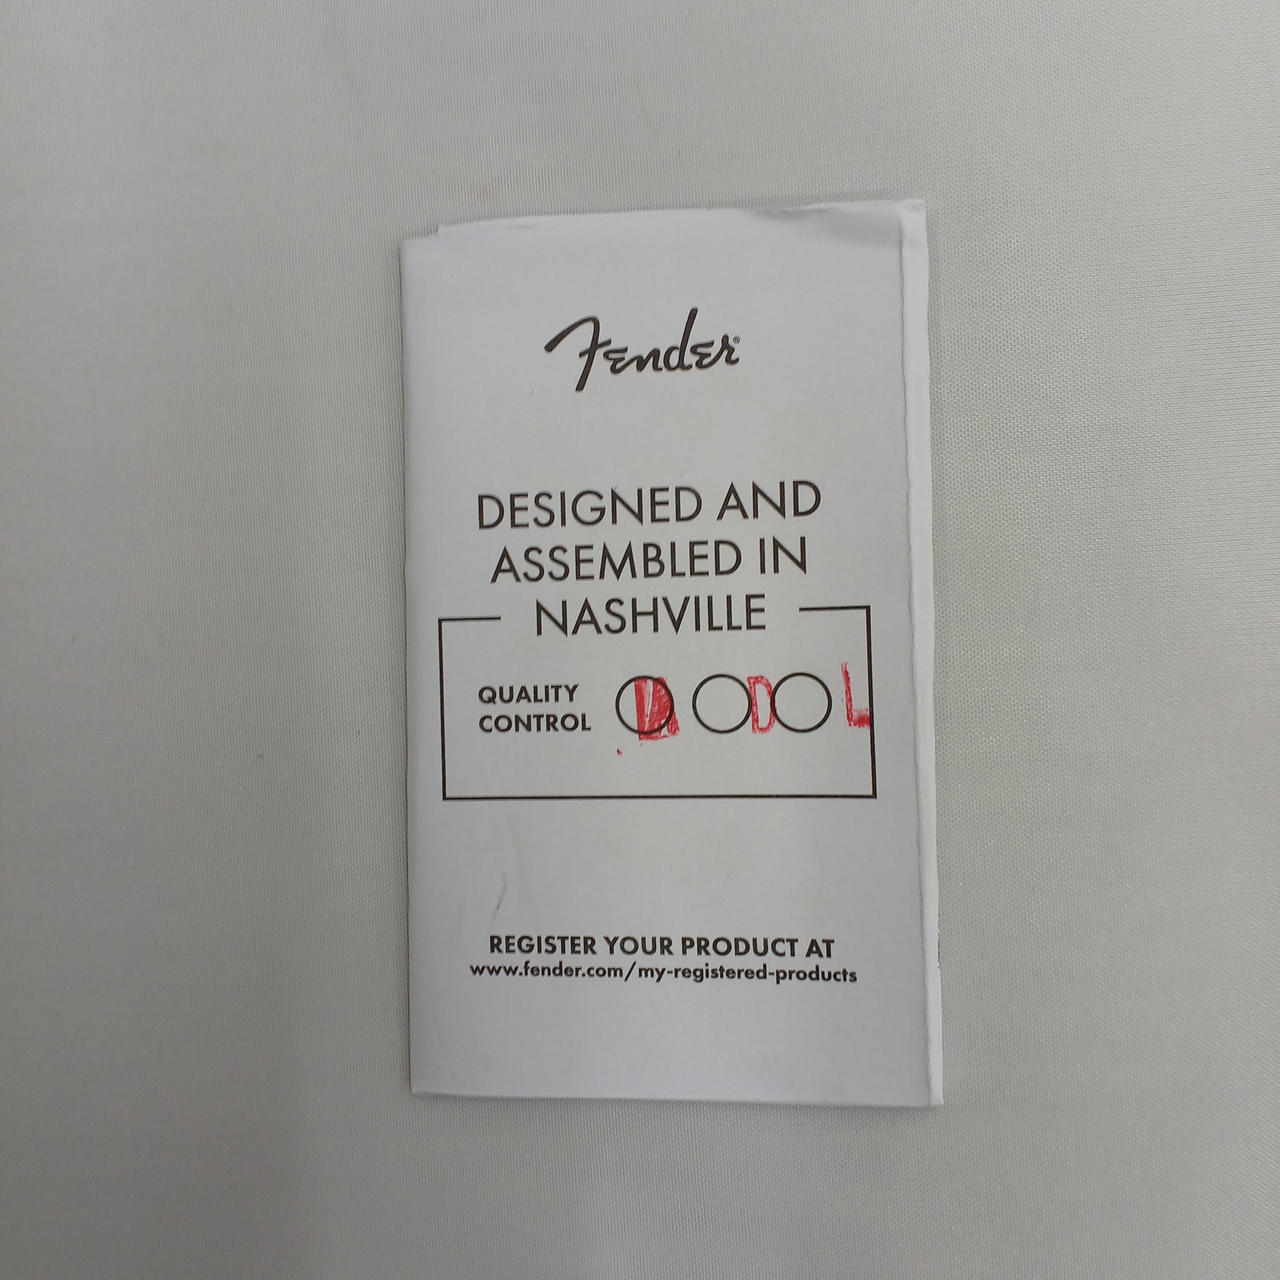 Fender®
DESIGNED AND
ASSEMBLED IN
NASHVILLE
QUALITY
CONTROL
D L
REGISTER YOUR PRODUCT AT
www.fender.com/my-registered-products